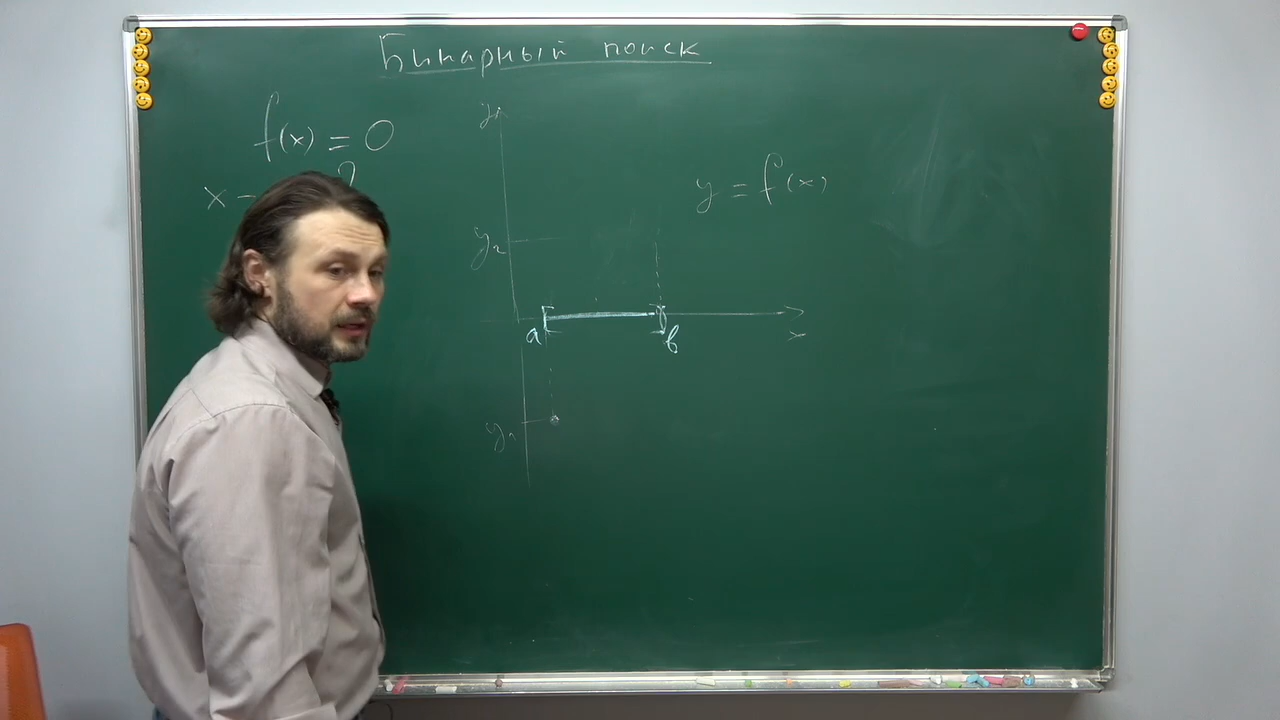 Бинарный поиск
f(x) = 0
x - ?
y
y = f(x)
y₂
a
b
x
y₁